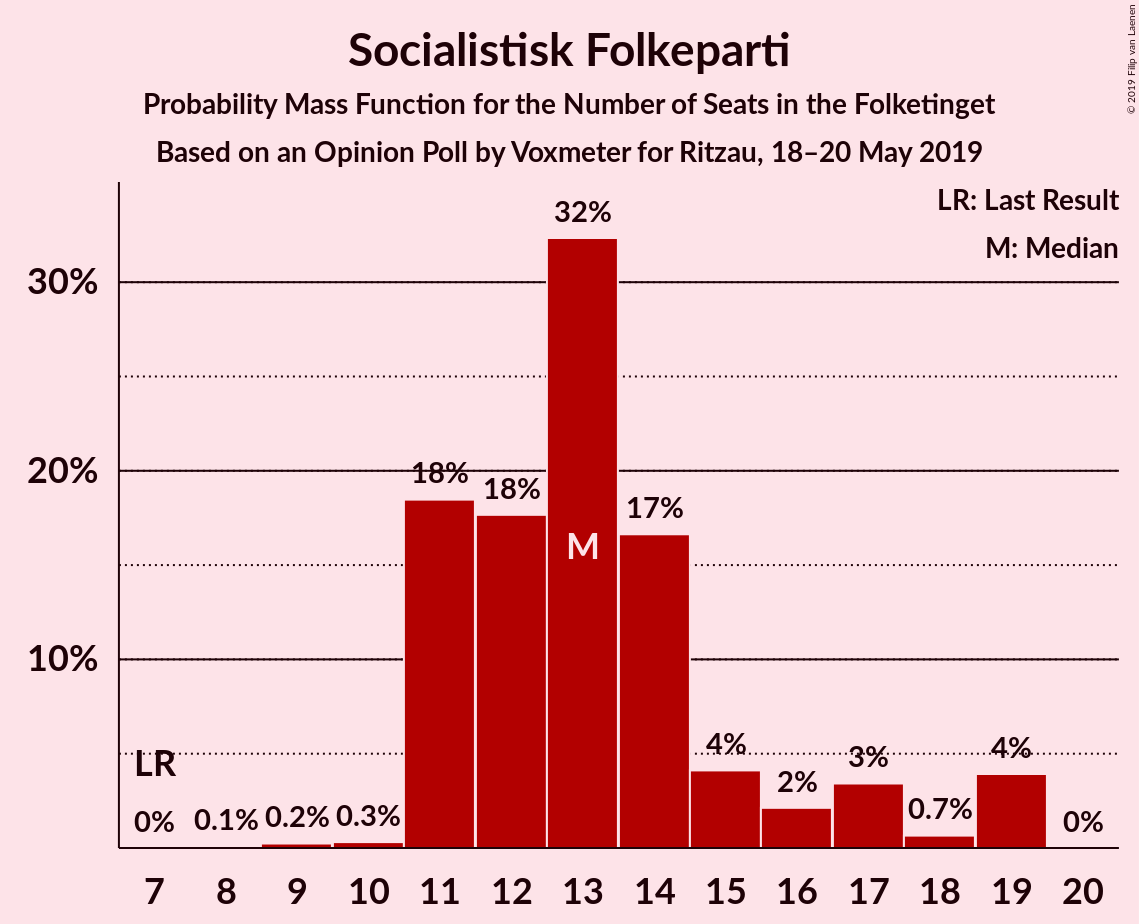 Socialistisk Folkeparti
Probability Mass Function for the Number of Seats in the Folketinget
Based on an Opinion Poll by Voxmeter for Ritzau, 18–20 May 2019
© 2019 Filip van Laenen
LR: Last Result
M: Median
32%
30%
20%
18%
18%
17%
M
10%
LR
4%
3%
4%
2%
0%
0.1%
0.2%
0.3%
0.7%
0%
7 8 9 10 11 12 13 14 15 16 17 18 19 20